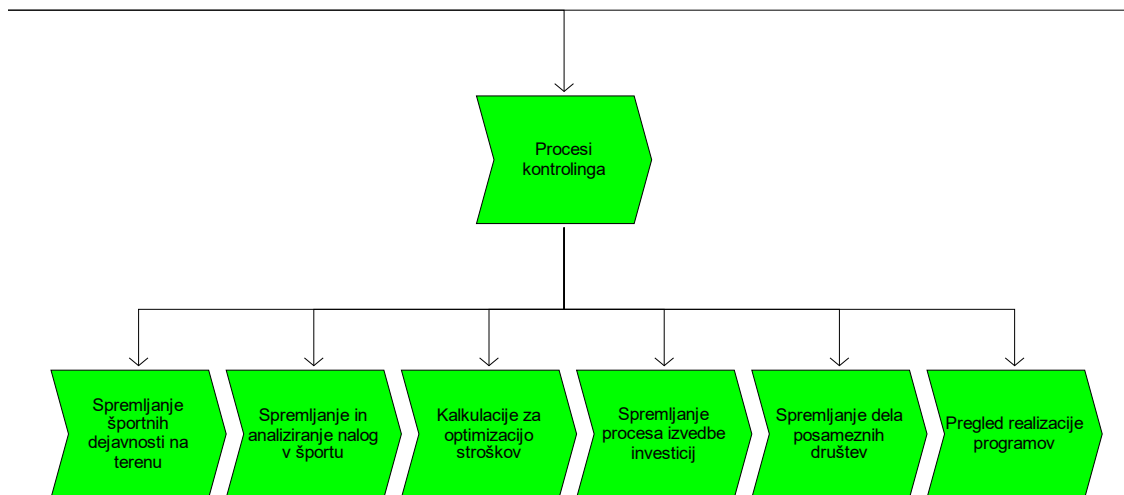 Procesi
kontrolinga
Spremljanje
športnih
dejavnosti na
terenu
Spremljanje in
analiziranje nalog
v športu
Kalkulacije za
optimizacijo
stroškov
Spremljanje
procesa izvedbe
investicij
Spremljanje dela
posameznih
društev
Pregled realizacije
programov